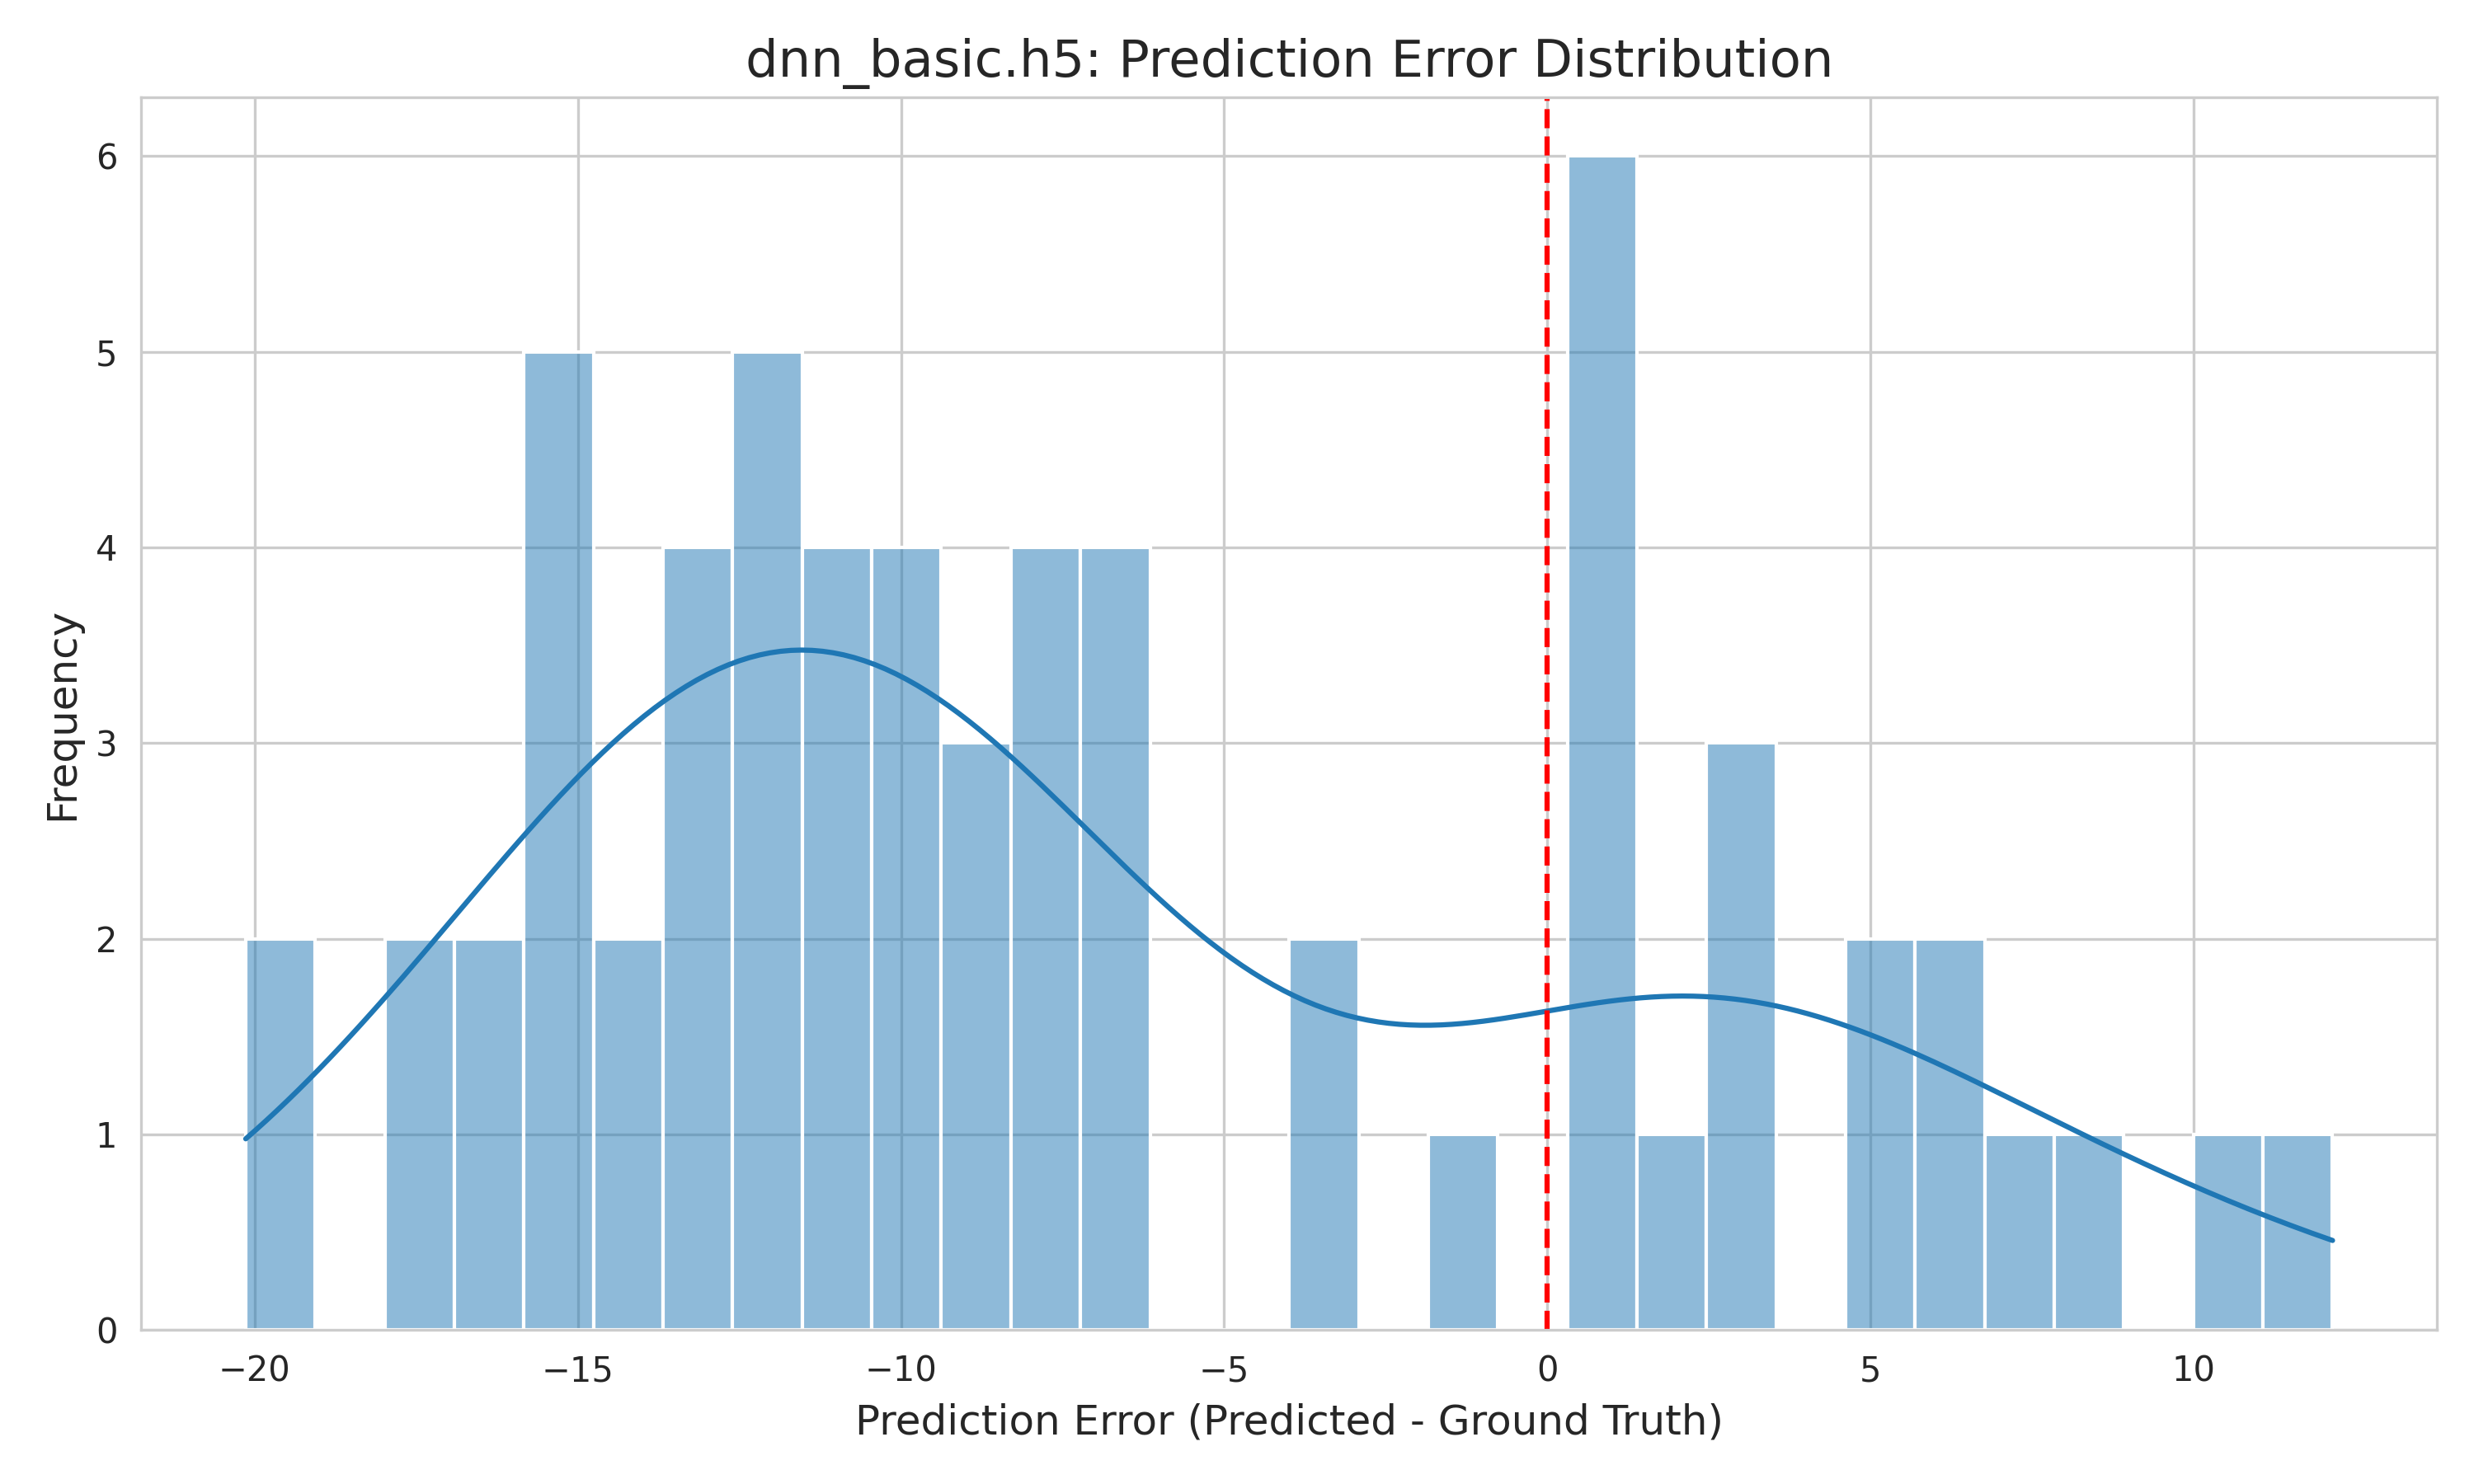 dnn_basic.h5: Prediction Error Distribution
Frequency
6
5
4
3
2
1
0
−20 −15 −10 −5 0 5 10
Prediction Error (Predicted - Ground Truth)